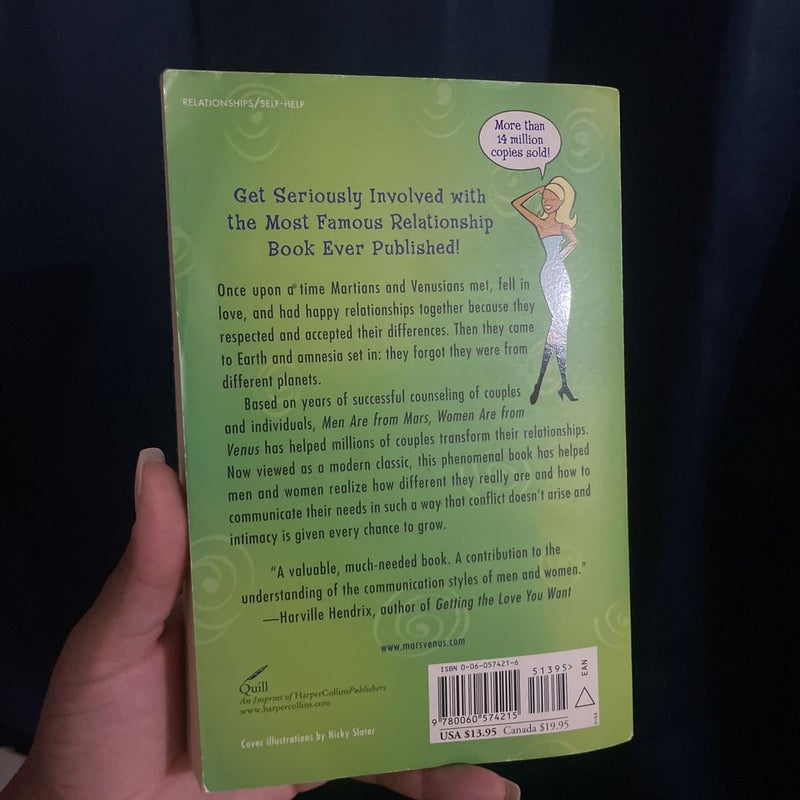 RELATIONSHIPS/SELF-HELP
More than
14 million
copies sold!
Get Seriously Involved with
the Most Famous Relationship
Book Ever Published!
Once upon a time Martians and Venusians met, fell in
love, and had happy relationships together because they
respected and accepted their differences. Then they came
to Earth and amnesia set in: they forgot they were from
different planets.
Based on years of successful counseling of couples
and individuals, Men Are from Mars, Women Are from
Venus has helped millions of couples transform their relationships.
Now viewed as a modern classic, this phenomenal book has helped
men and women realize how different they really are and how to
communicate their needs in such a way that conflict doesn't arise and
intimacy is given every chance to grow.
"A valuable, much-needed book. A contribution to the
understanding of the communication styles of men and women."
—Harville Hendrix, author of Getting the Love You Want
www.marsvenus.com
Quill
An Imprint of HarperCollinsPublishers
www.harpercollins.com
Cover illustrations by Nicky Slater
ISBN 0-06-057421-6
51395>
EAN
9 780060 574215
USA $13.95 Canada $19.95